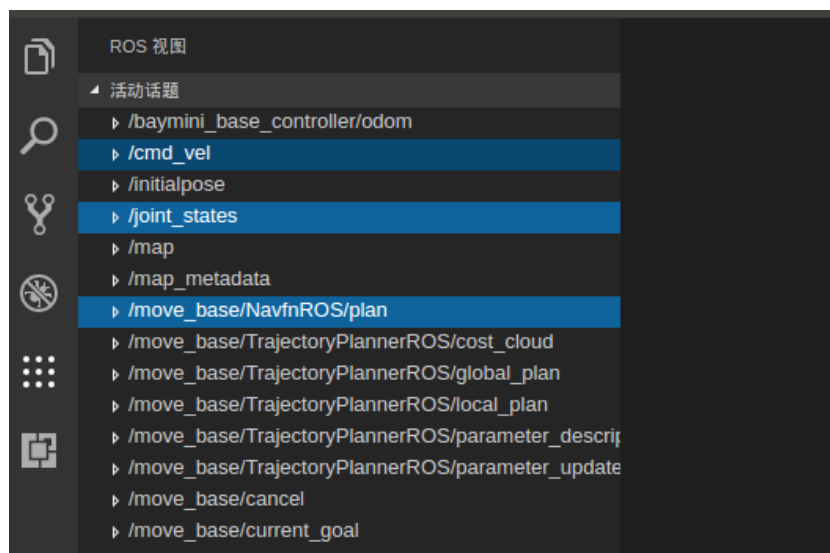 ROS 视图
活动话题
/baymini_base_controller/odom
/cmd_vel
/initialpose
/joint_states
/map
/map_metadata
/move_base/NavfnROS/plan
/move_base/TrajectoryPlannerROS/cost_cloud
/move_base/TrajectoryPlannerROS/global_plan
/move_base/TrajectoryPlannerROS/local_plan
/move_base/TrajectoryPlannerROS/parameter_descrip
/move_base/TrajectoryPlannerROS/parameter_update
/move_base/cancel
/move_base/current_goal